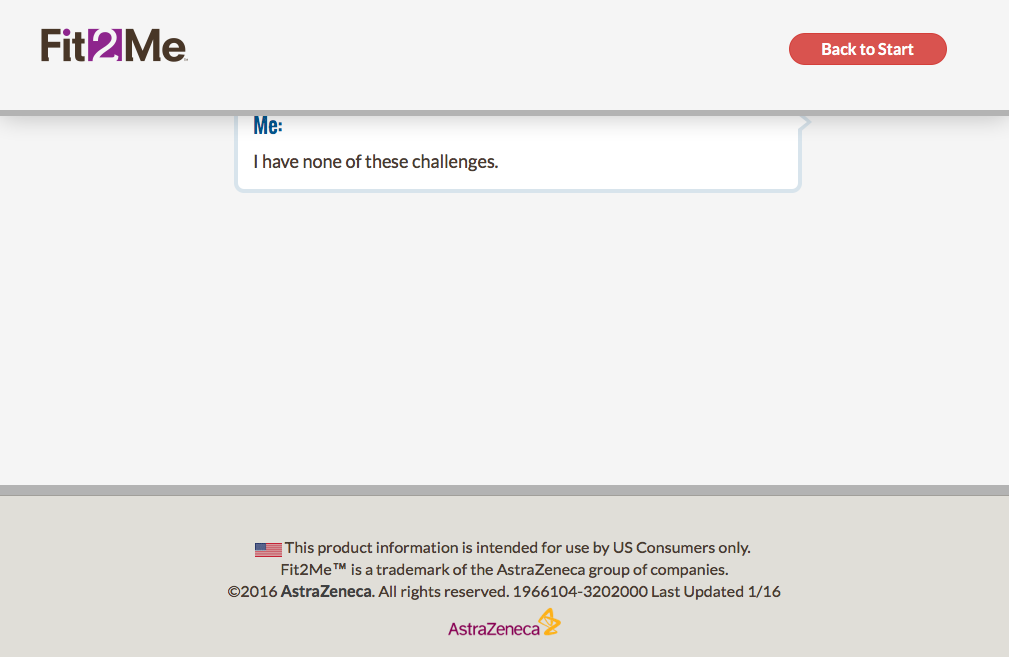 Fit2Me™
Back to Start
Me:
I have none of these challenges.
This product information is intended for use by US Consumers only.
Fit2Me™ is a trademark of the AstraZeneca group of companies.
©2016 AstraZeneca. All rights reserved. 1966104-3202000 Last Updated 1/16
AstraZeneca